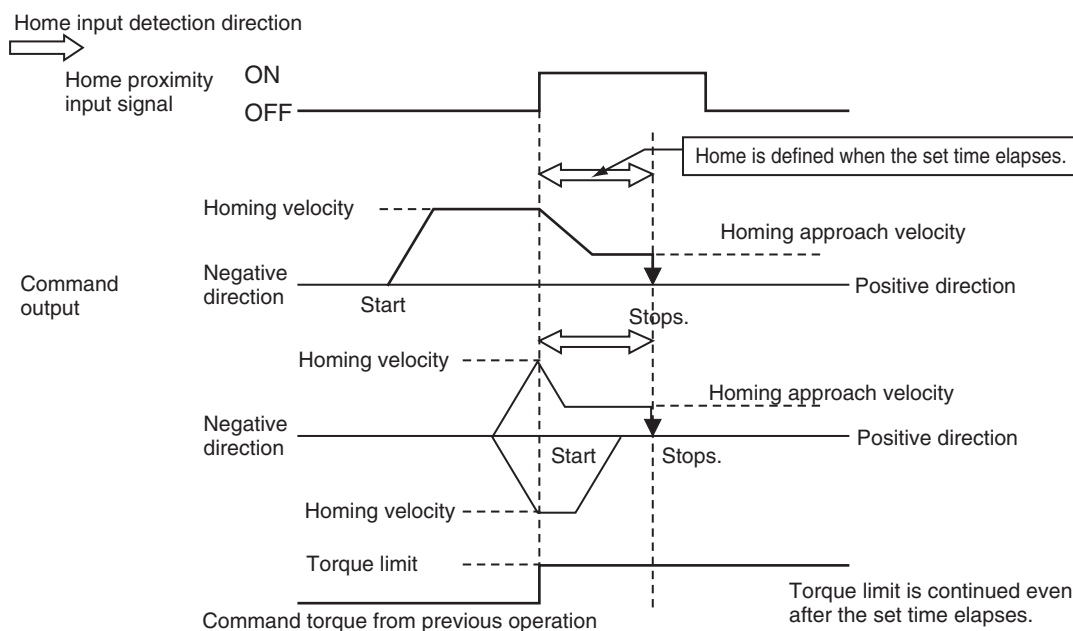 Home input detection direction
Home proximity
input signal
ON
OFF
Home is defined when the set time elapses.
Homing velocity
Homing approach velocity
Command
output
Negative
direction
Start
Positive direction
Stops.
Homing velocity
Homing approach velocity
Negative
direction
Start
Stops.
Positive direction
Homing velocity
Torque limit
Command torque from previous operation
Torque limit is continued even
after the set time elapses.